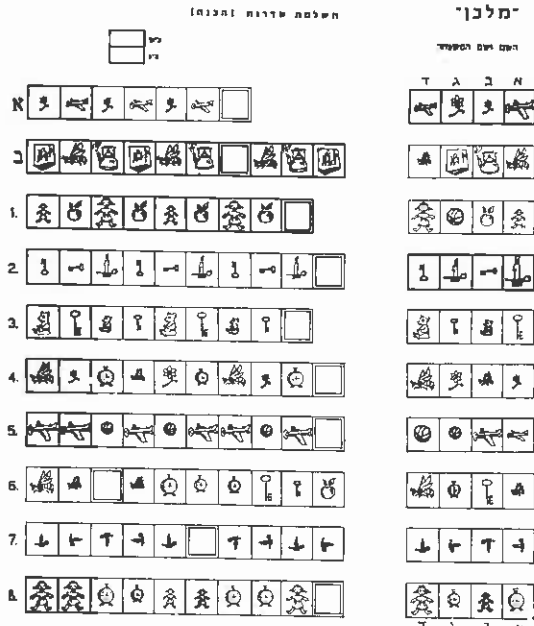 "מלבן"
השלמת סדרות (הבנה)
השם ושם המשפחה
ד ג ב א
א
ב
1.
2.
3.
4.
5.
6.
7.
8.